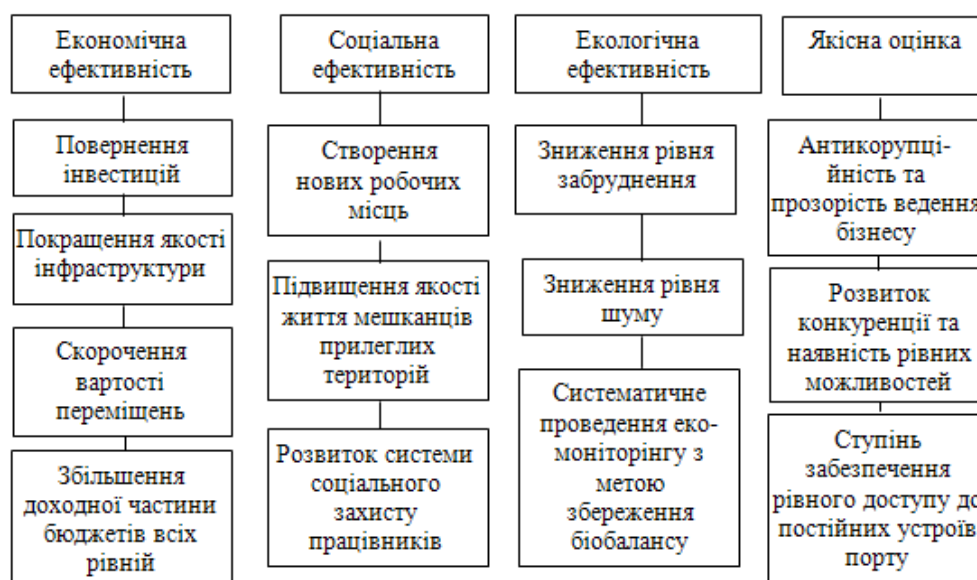 Економічна
ефективність
Повернення
інвестицій
Покращення якості
інфраструктури
Скорочення
вартості
переміщень
Збільшення
доходної частини
бюджетів всіх
рівній
Соціальна
ефективність
Створення
нових робочих
місць
Підвищення якості
життя мешканців
прилеглих
територій
Розвиток системи
соціального
захисту
працівників
Екологічна
ефективність
Зниження рівня
забруднення
Зниження рівня
шуму
Систематичне
проведення еко-
моніторінгу з
метою
збереження
біобалансу
Якісна оцінка
Антикорупці-
йність та
прозорість ведення
бізнесу
Розвиток
конкуренції та
наявність рівних
можливостей
Ступінь
забезпечення
рівного доступу до
постійних устроїв
порту